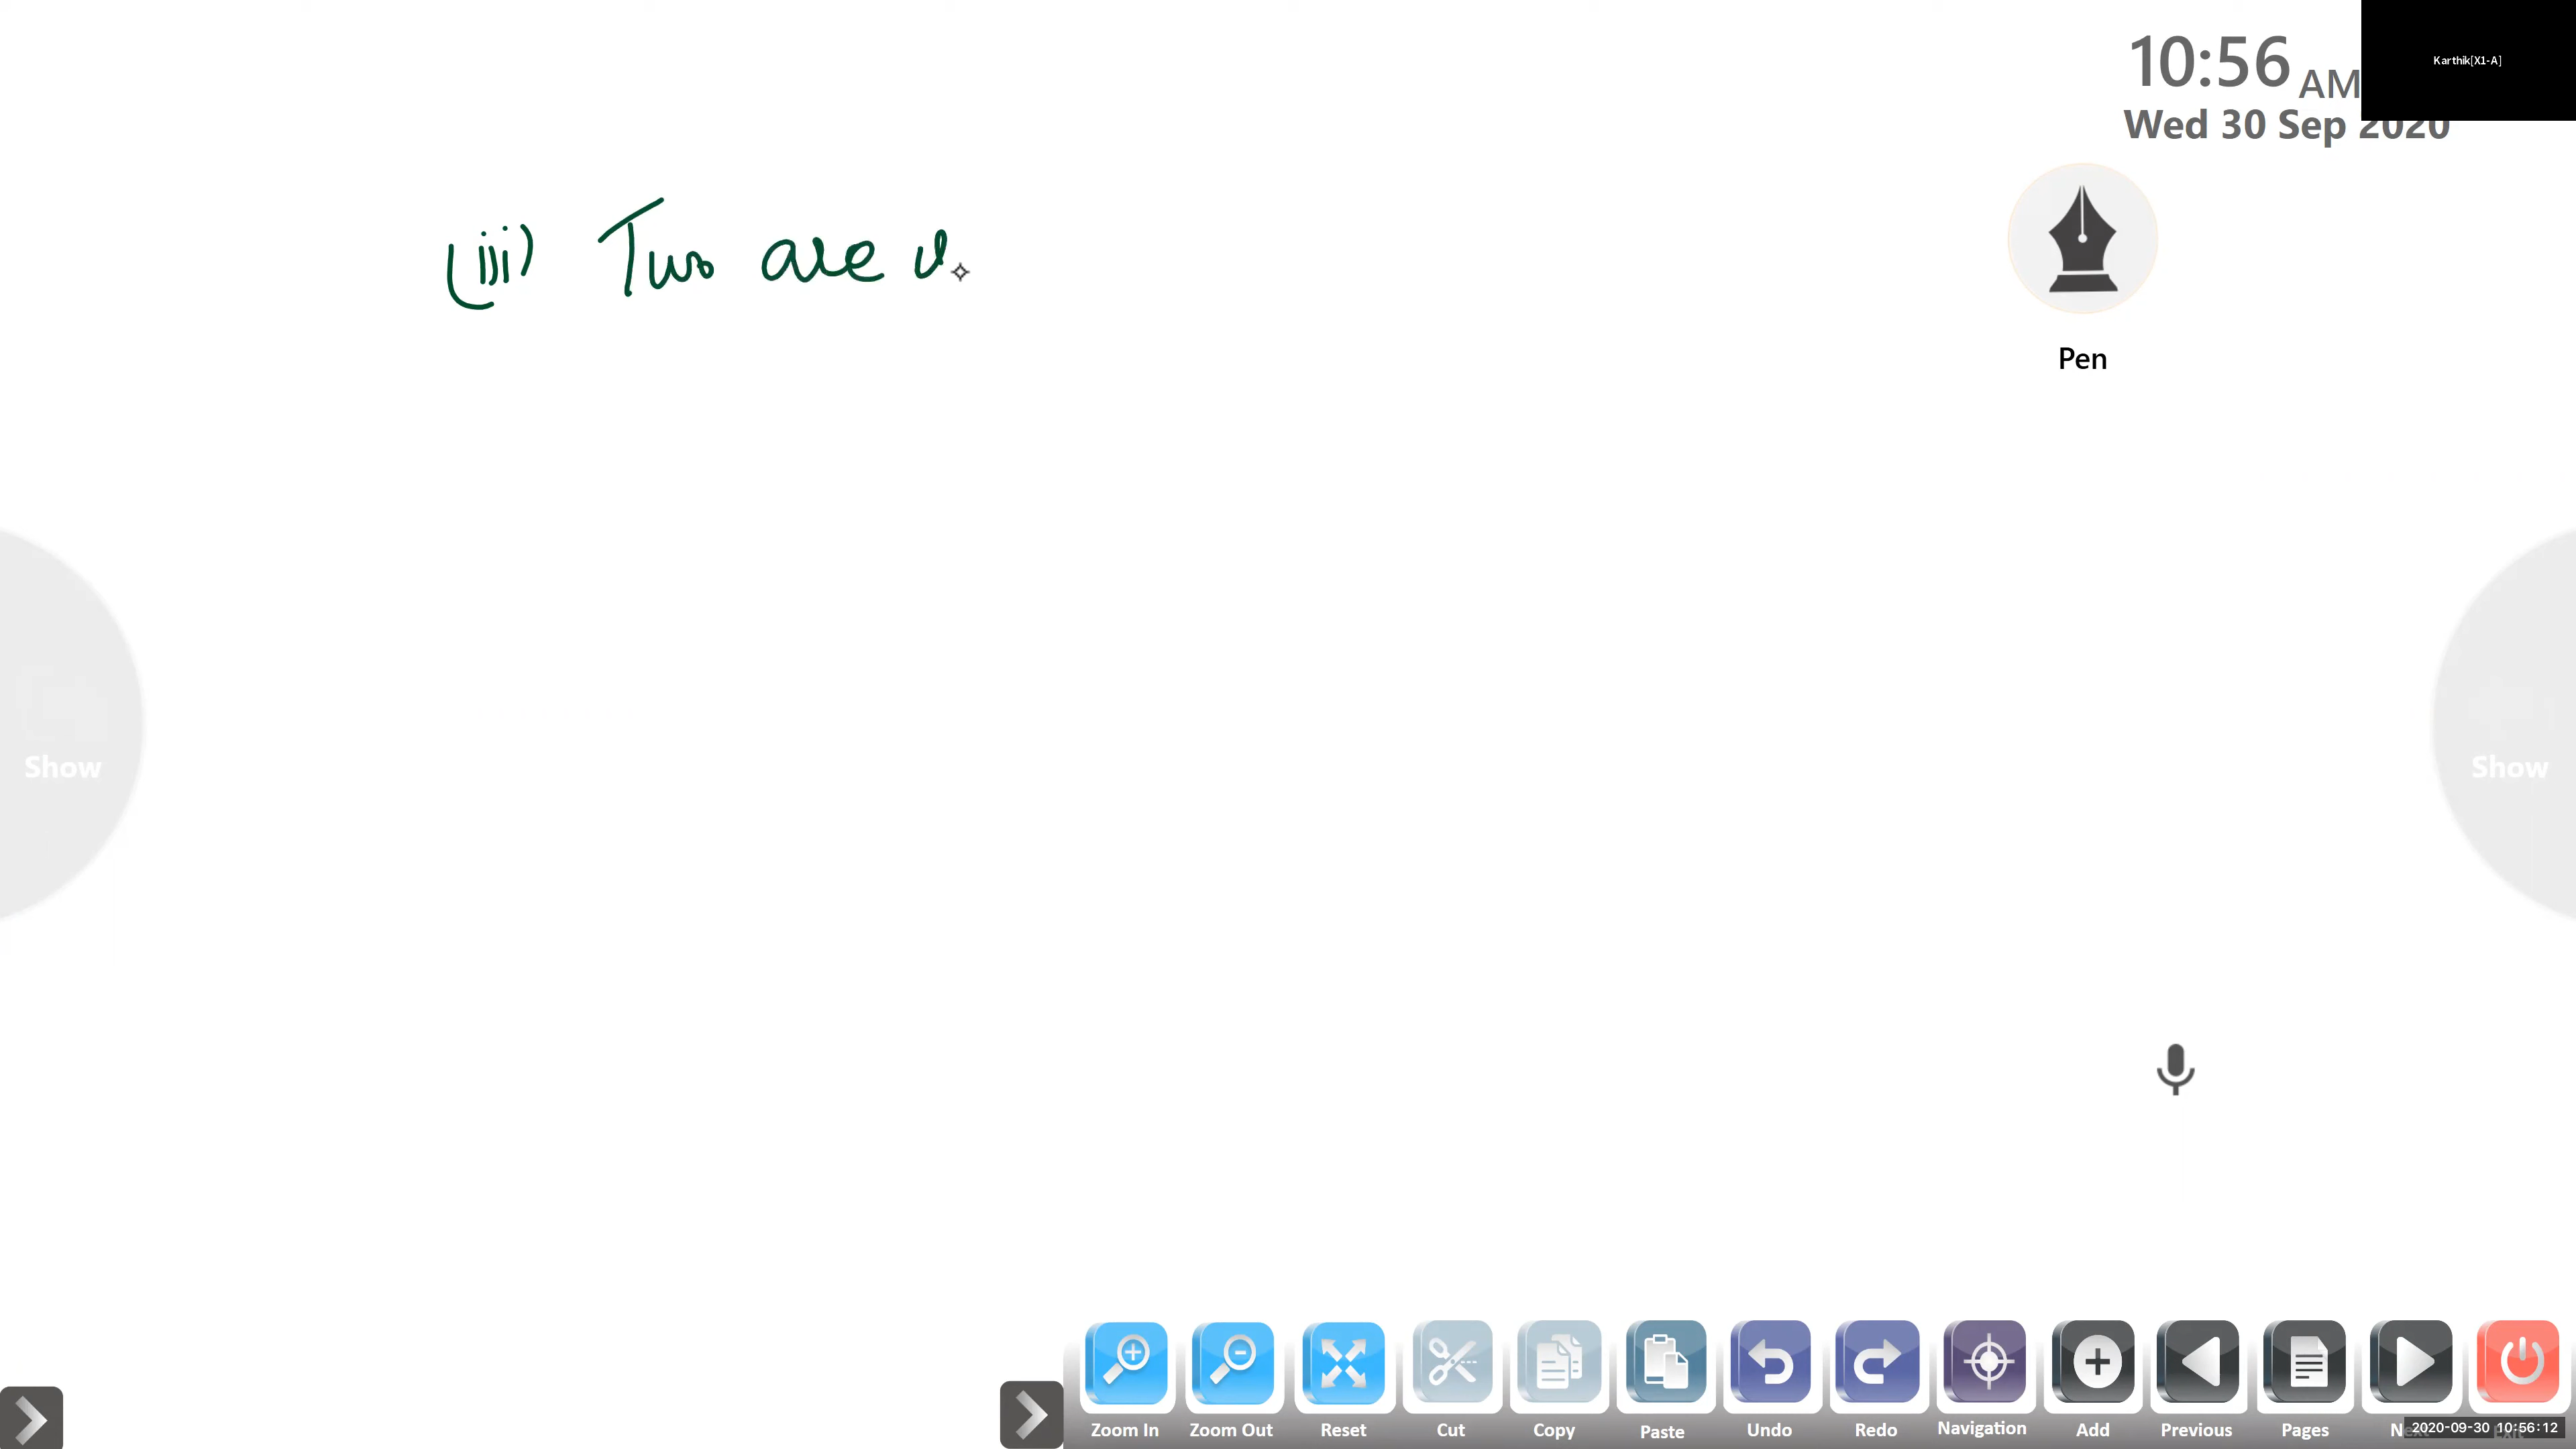 10:56 AM
Karthik[X1-A]
Wed 30 Sep 2020
(iii) Two are
Pen
Show
Show
Zoom In Zoom Out Reset Cut Copy Paste Undo Redo Navigation Add Previous Pages
2020-09-30 10:56:12